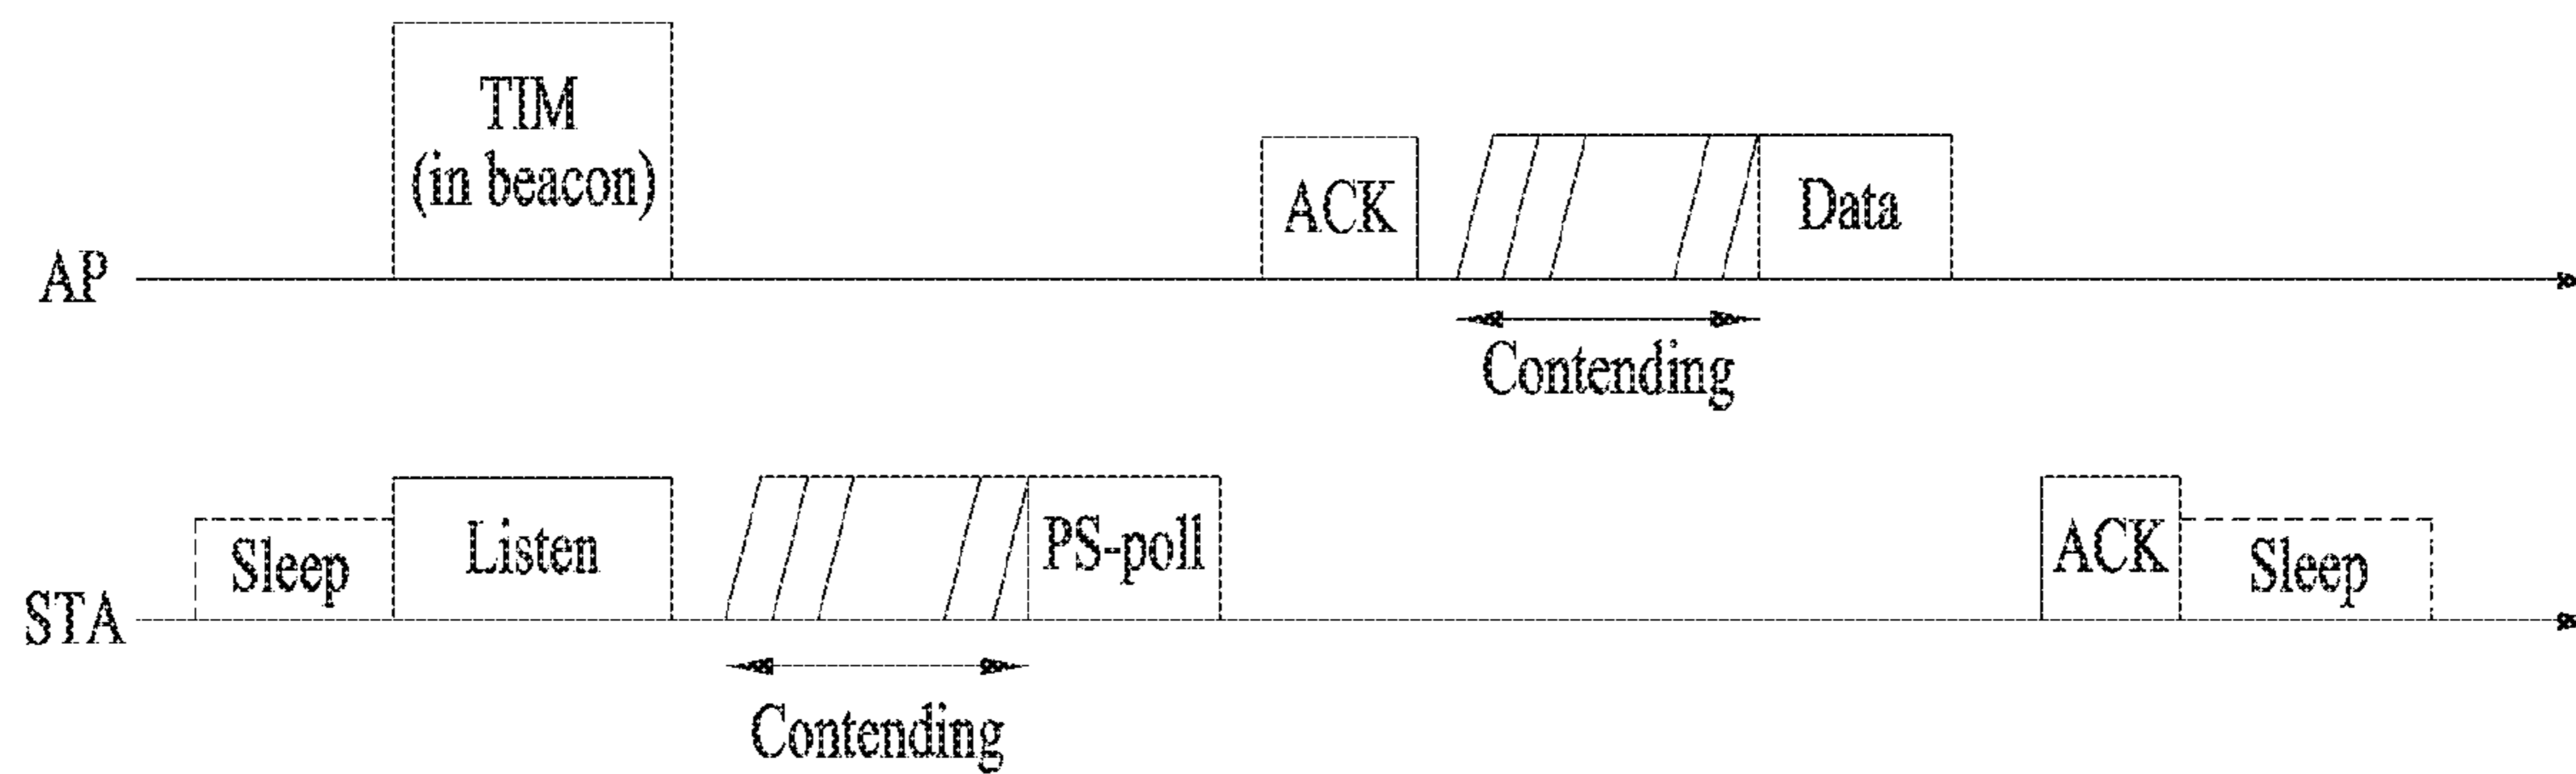 TIM
(in beacon)
ACK
Data
AP
Contending
Sleep
Listen
PS-poll
ACK
Sleep
STA
Contending